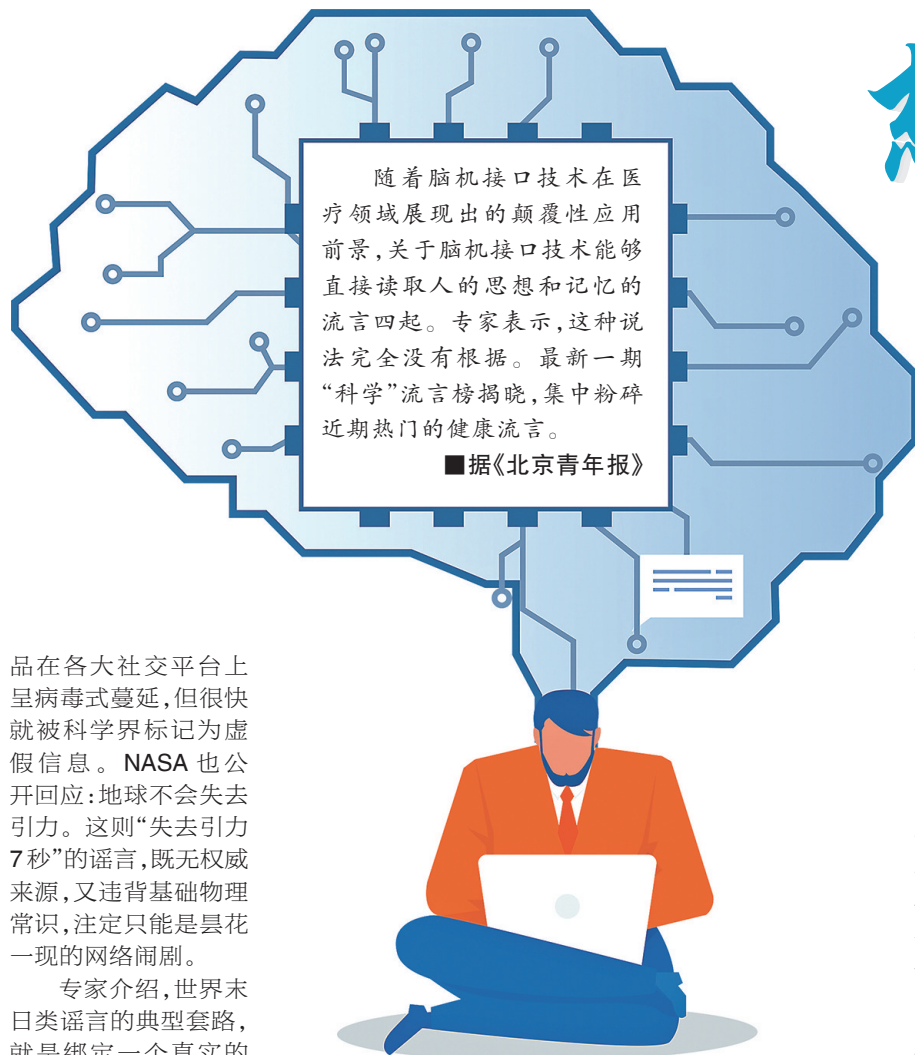 随着脑机接口技术在医
疗领域展现出的颠覆性应用
前景,关于脑机接口技术能够
直接读取人的思想和记忆的
流言四起。专家表示,这种说
法完全没有根据。最新一期
“科学”流言榜揭晓,集中粉碎
近期热门的健康流言。
■据《北京青年报》
品在各大社交平台上
呈病毒式蔓延,但很快
就被科学界标记为虚
假信息。NASA也公
开回应:地球不会失去
引力。这则“失去引力
7秒”的谣言,既无权威
来源,又违背基础物理
常识,注定只能是昙花
一现的网络闹剧。
专家介绍,世界末
日类谣言的典型套路,
就是绑定一个真实的